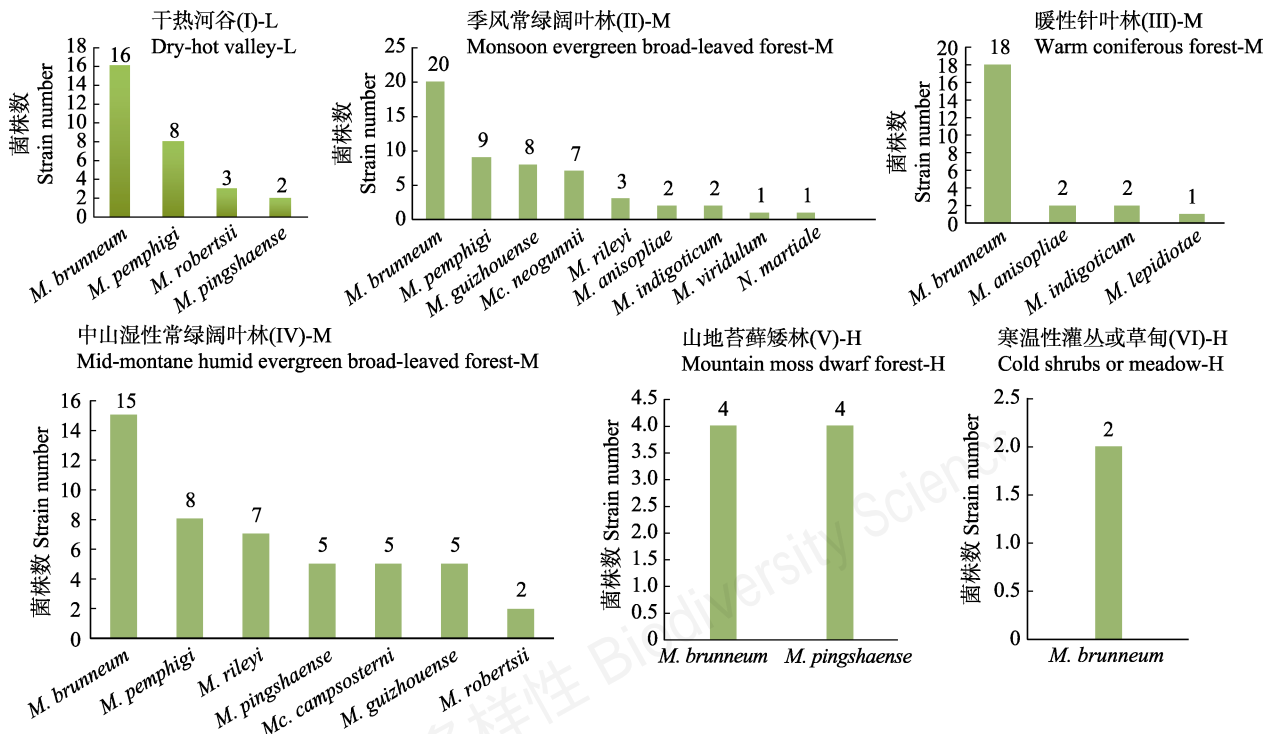 干热河谷(I)-L
Dry-hot valley-L
菌株数
Strain number
18
16
14
12
10
8
6
4
2
0
16
8
3
2
M. brunneum
M. pemphigi
M. robertsii
M. pingshaense
季风常绿阔叶林(II)-M
Monsoon evergreen broad-leaved forest-M
菌株数
Strain number
25
20
15
10
5
0
20
9
8
7
3
2
2
1
1
M. brunneum
M. pemphigi
M. guizhouense
Mc. neogunnii
M. rileyi
M. anisopliae
M. indigoticum
M. viridulum
N. martiale
暖性针叶林(III)-M
Warm coniferous forest-M
菌株数
Strain number
20
18
16
14
12
10
8
6
4
2
0
18
2
2
1
M. brunneum
M. anisopliae
M. indigoticum
M. lepidiotae
中山湿性常绿阔叶林(IV)-M
Mid-montane humid evergreen broad-leaved forest-M
菌株数 Strain number
16
14
12
10
8
6
4
2
0
15
8
7
5
5
5
2
M. brunneum
M. pemphigi
M. rileyi
M. pingshaense
Mc. campsosterni
M. guizhouense
M. robertsii
山地苔藓矮林(V)-H
Mountain moss dwarf forest-H
菌株数 Strain number
4.5
4.0
3.5
3.0
2.5
4.0
1.5
1.0
0.5
0.0
4
4
M. brunneum
M. pingshaense
寒温性灌丛或草甸(VI)-H
Cold shrubs or meadow-H
菌株数 Strain number
2.5
2.0
1.5
1.0
0.5
0
2
M. brunneum
多样性 Biodiversity Science